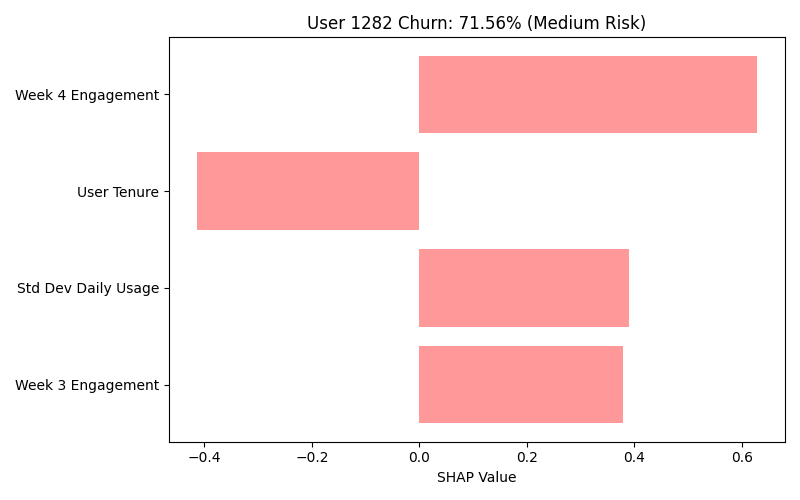 User 1282 Churn: 71.56% (Medium Risk)
Week 4 Engagement
User Tenure
Std Dev Daily Usage
Week 3 Engagement
−0.4 −0.2 0.0 0.2 0.4 0.6
SHAP Value